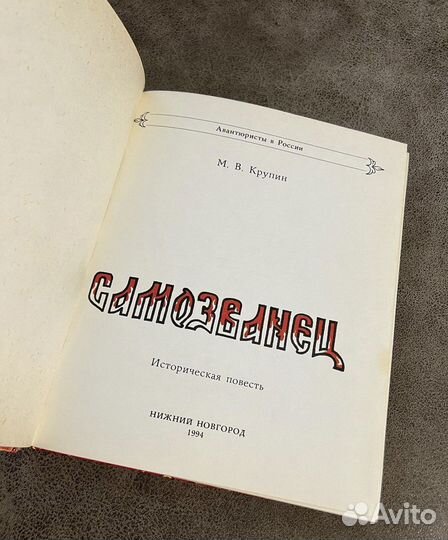 Авантюристы в России
М. В. Крупин
САМОЗВАНЕЦ
Историческая повесть
НИЖНИЙ НОВГОРОД
1994
Avito